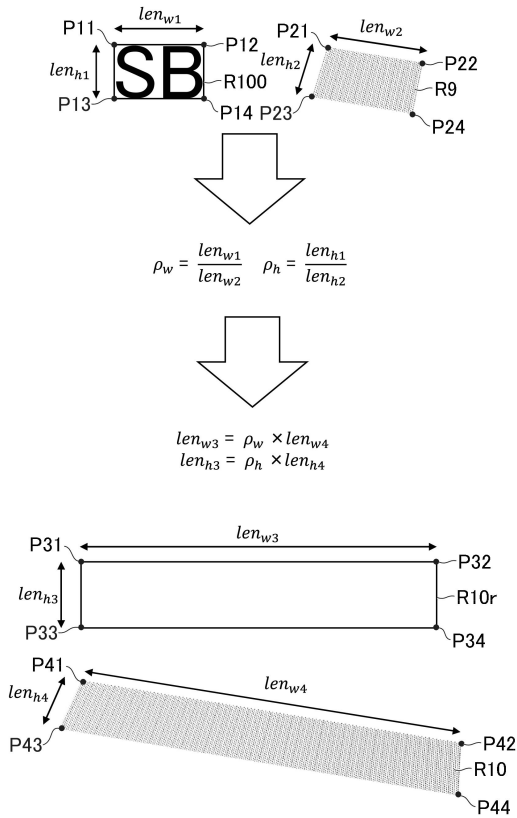 len_w1
P11 P12
len_h1 SB R100
P13 P14
len_w2
P21 P22
len_h2 R9
P23 P24
ρ_w = len_w1 / len_w2 ρ_h = len_h1 / len_h2
len_w3 = ρ_w × len_w4
len_h3 = ρ_h × len_h4
len_w3
P31 P32
len_h3 R10r
P33 P34
P41 len_w4
len_h4
P43 P42
R10
P44